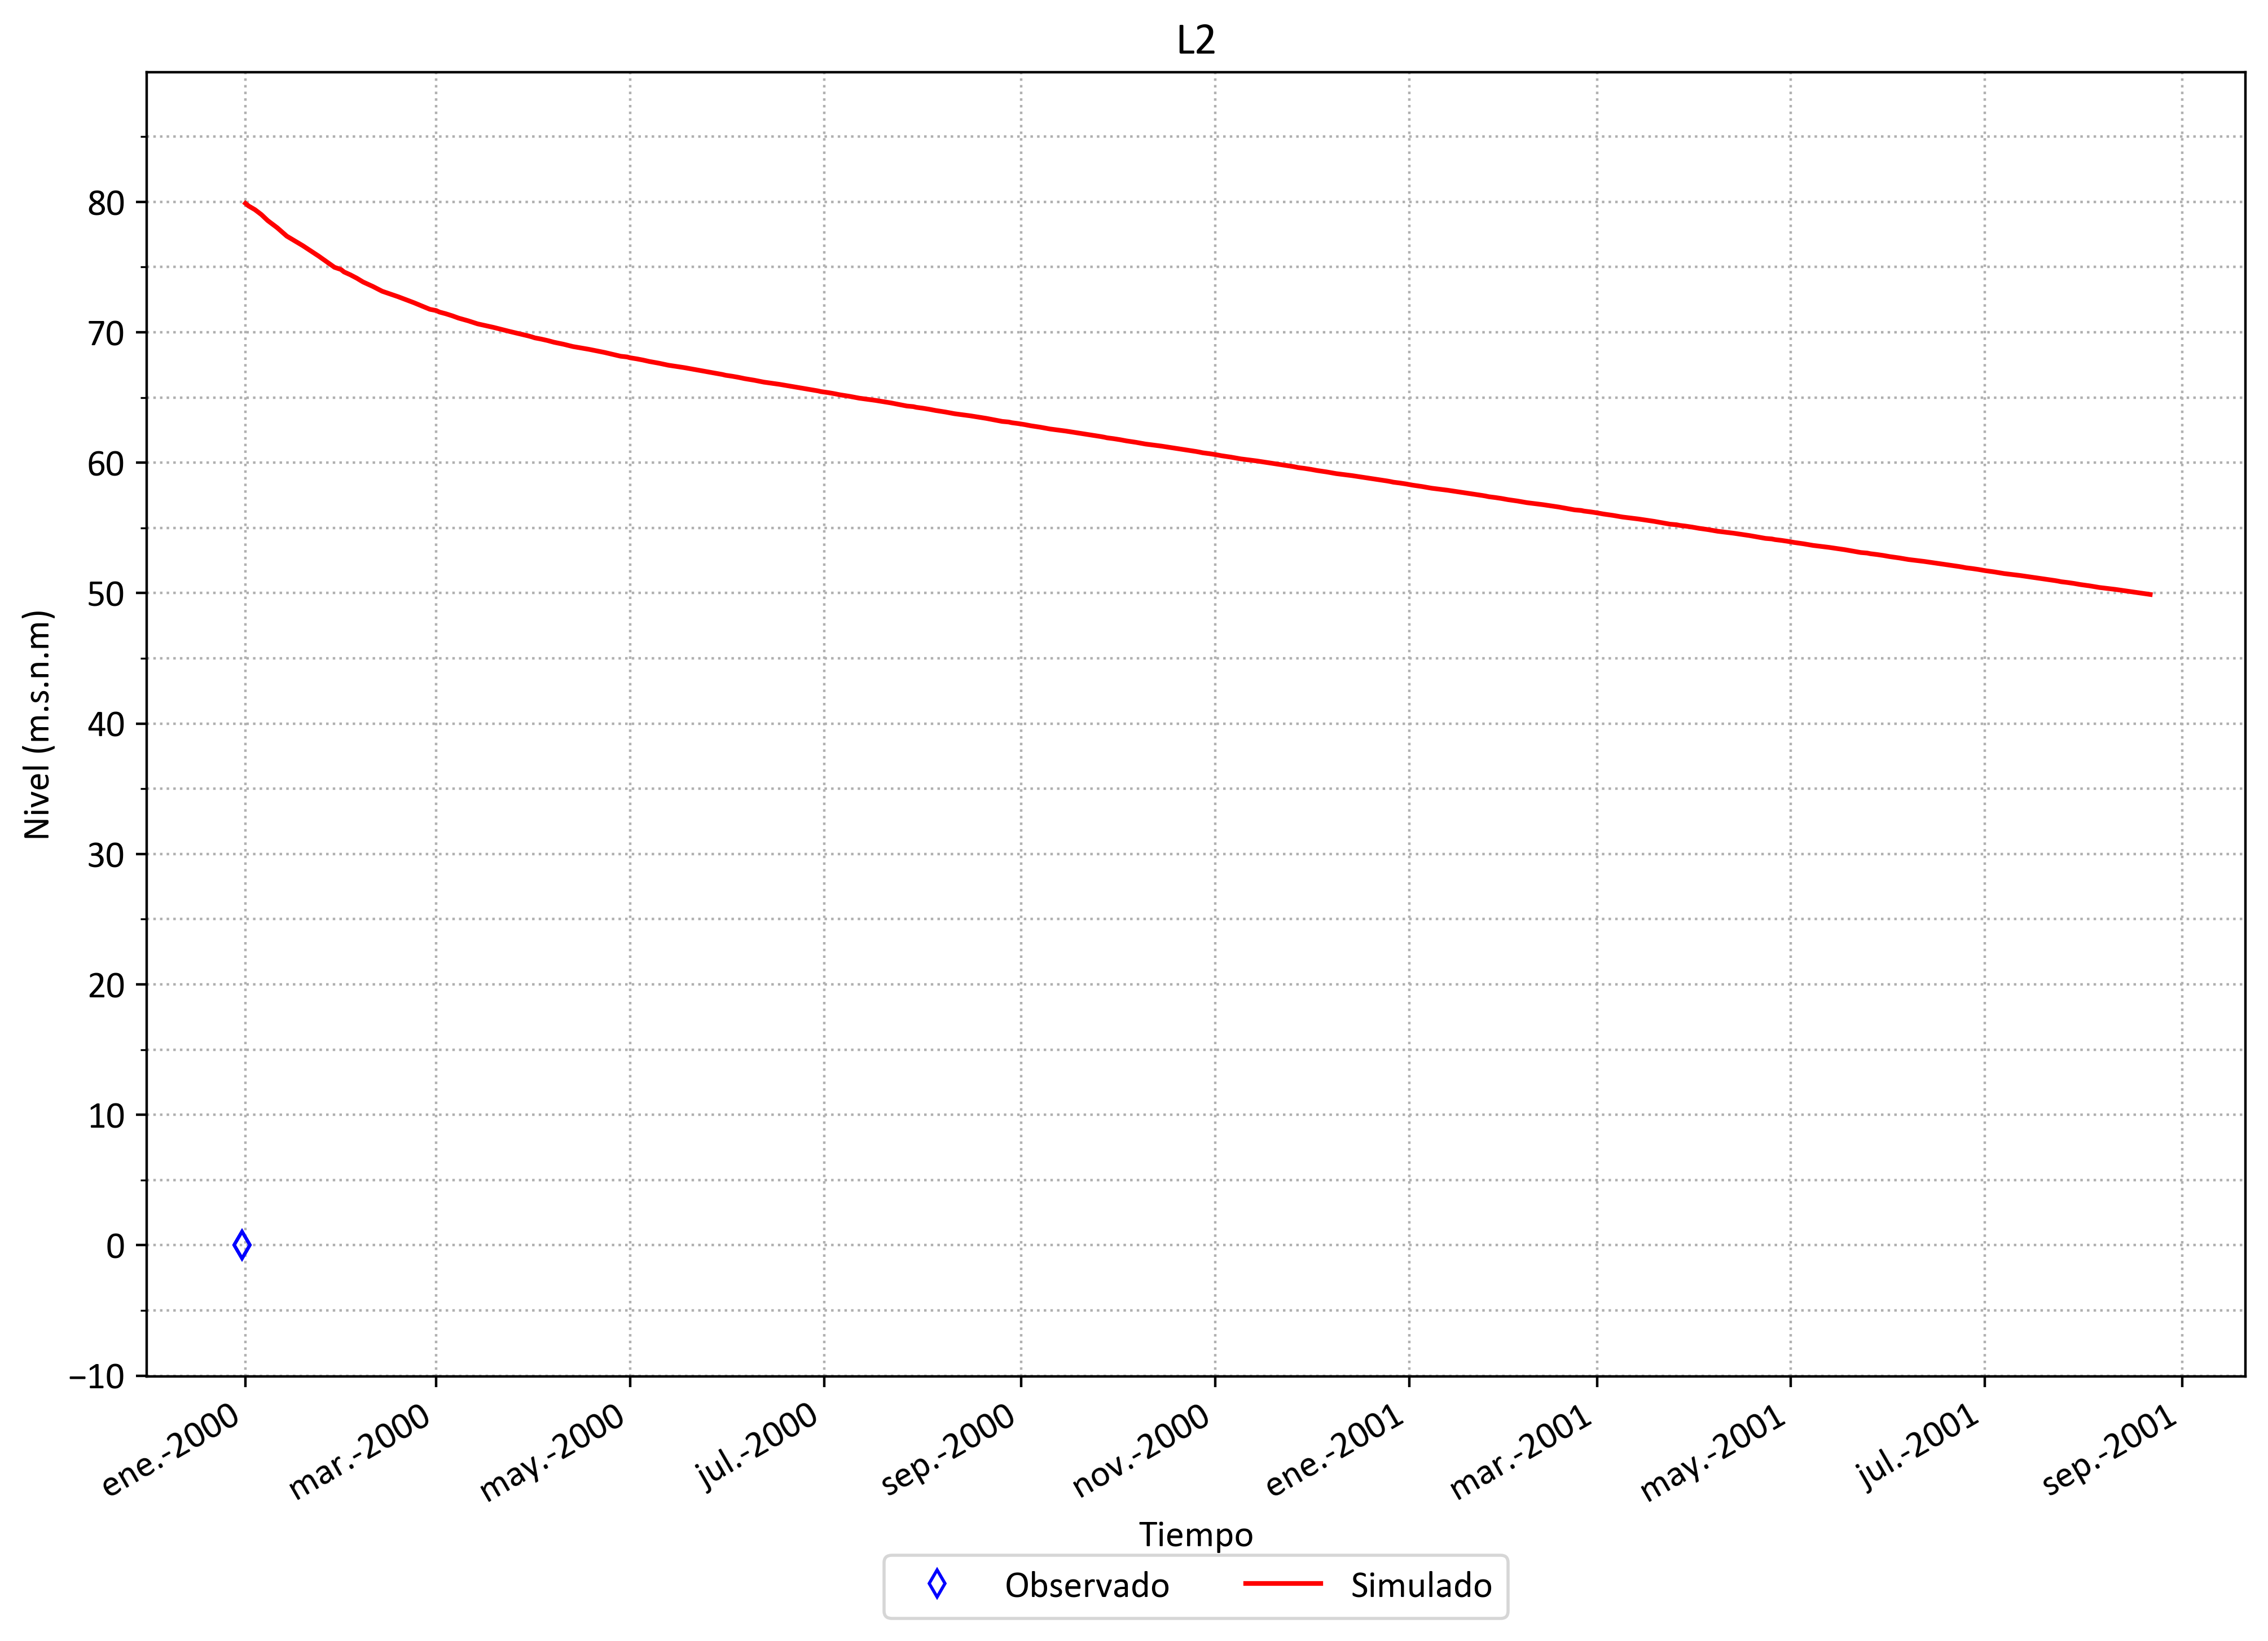 L2
Nivel (m.s.n.m)
80
70
60
50
40
30
20
10
0
−10
ene.-2000
mar.-2000
may.-2000
jul.-2000
sep.-2000
nov.-2000
ene.-2001
mar.-2001
may.-2001
jul.-2001
sep.-2001
Tiempo
Observado
Simulado